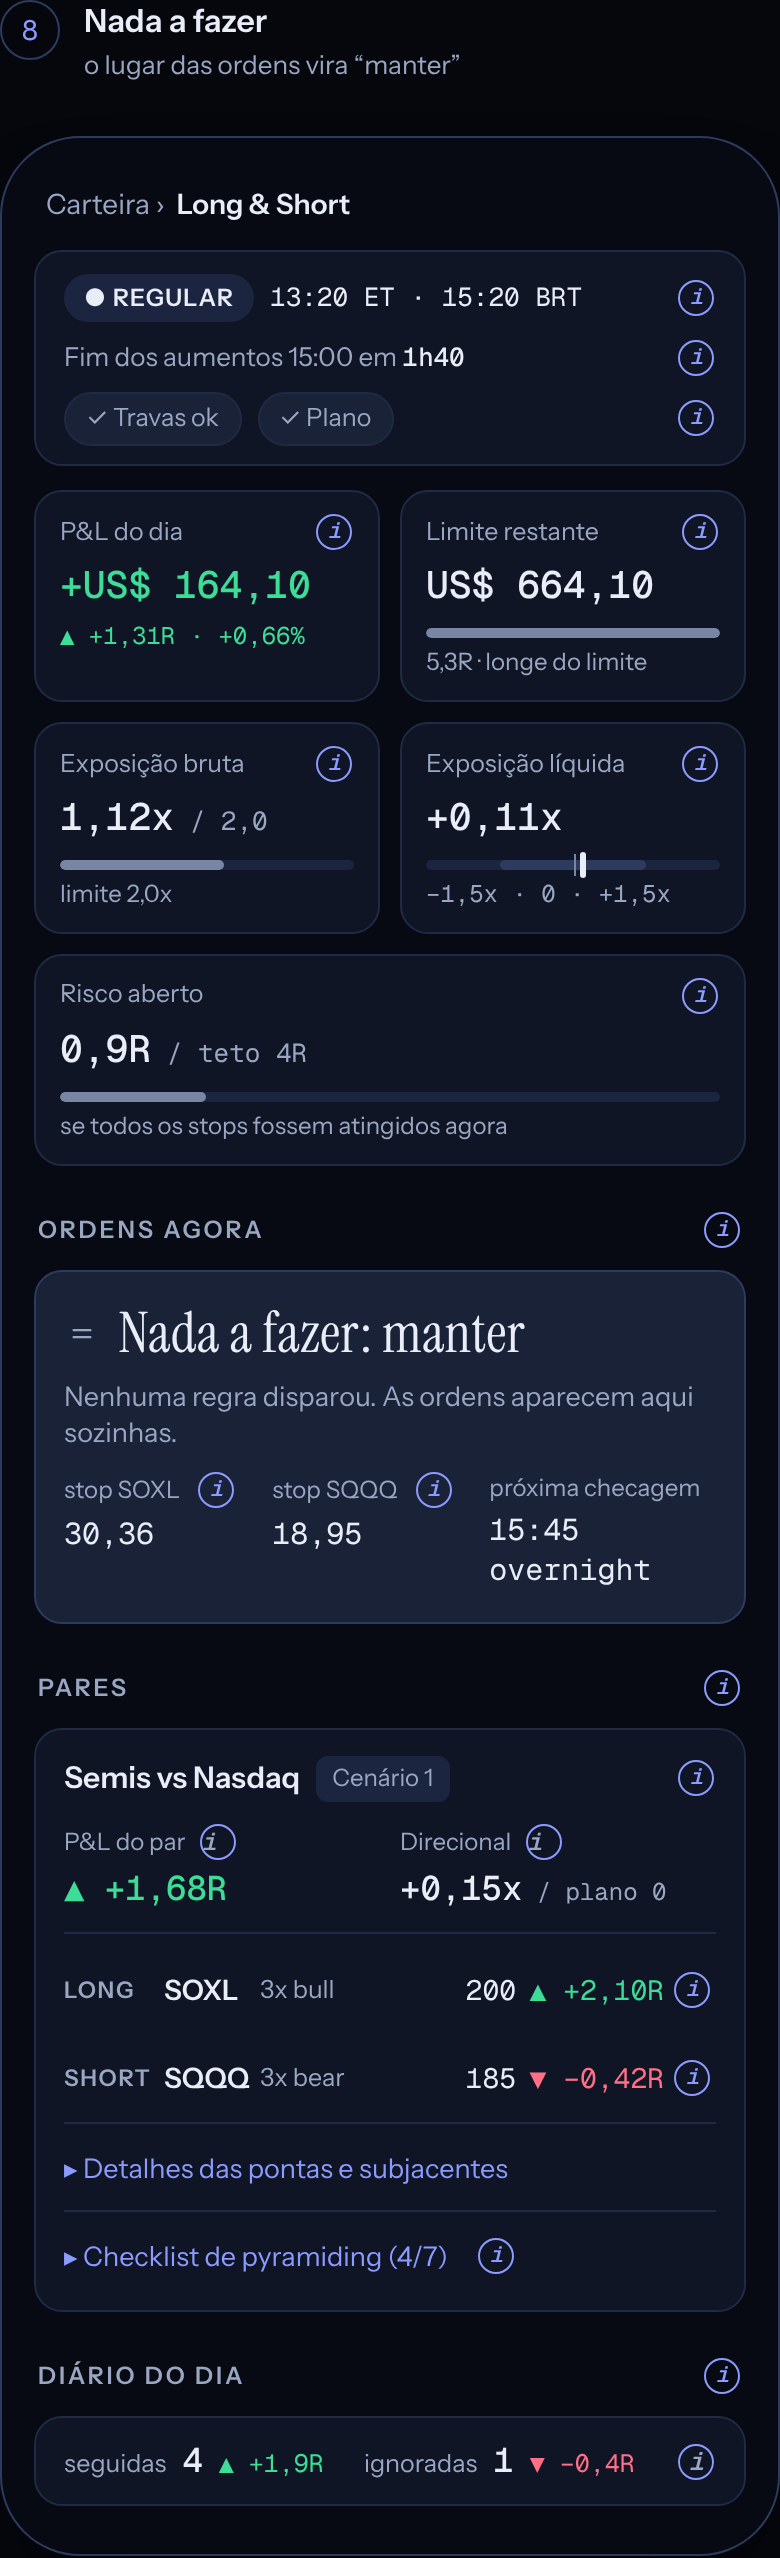 8
Nada a fazer
o lugar das ordens vira “manter”
Carteira › Long & Short
● REGULAR 13:20 ET · 15:20 BRT i
Fim dos aumentos 15:00 em 1h40 i
✓ Travas ok ✓ Plano i
P&L do dia i
+US$ 164,10
▲ +1,31R · +0,66%
Limite restante i
US$ 664,10
5,3R · longe do limite
Exposição bruta i
1,12x / 2,0
limite 2,0x
Exposição líquida i
+0,11x
−1,5x · 0 · +1,5x
Risco aberto i
0,9R / teto 4R
se todos os stops fossem atingidos agora
ORDENS AGORA i
= Nada a fazer: manter
Nenhuma regra disparou. As ordens aparecem aqui
sozinhas.
stop SOXL i
30,36
stop SQQQ i
18,95
próxima checagem
15:45
overnight
PARES i
Semis vs Nasdaq Cenário 1 i
P&L do par i
▲ +1,68R
Direcional i
+0,15x / plano 0
LONG SOXL 3x bull 200 ▲ +2,10R i
SHORT SQQQ 3x bear 185 ▼ −0,42R i
▸ Detalhes das pontas e subjacentes
▸ Checklist de pyramiding (4/7) i
DIÁRIO DO DIA i
seguidas 4 ▲ +1,9R ignoradas 1 ▼ −0,4R i